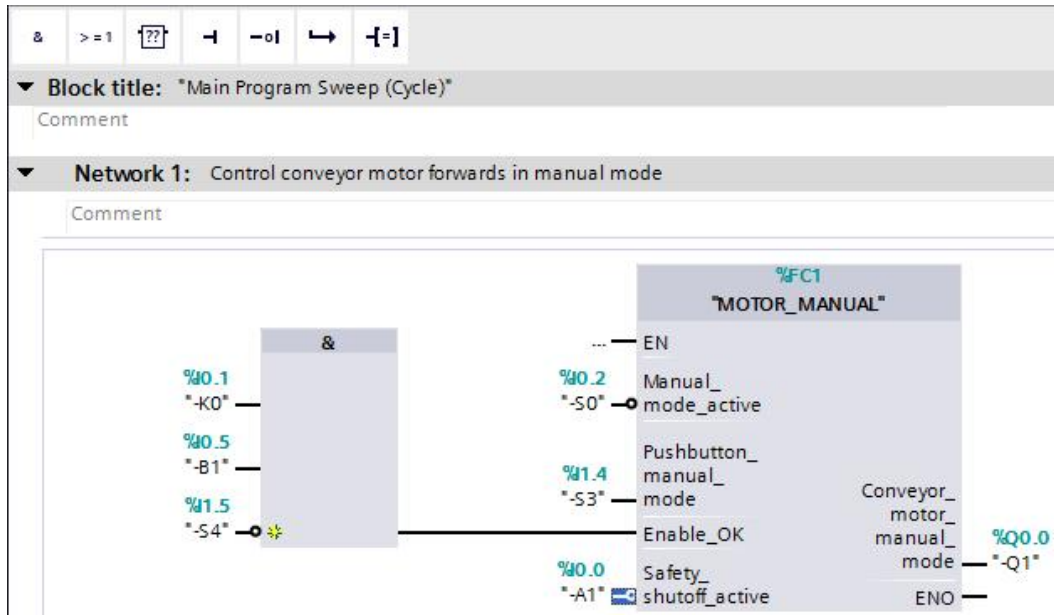 & >=1 ??
Block title: "Main Program Sweep (Cycle)"
Comment
Network 1: Control conveyor motor forwards in manual mode
Comment
%FC1
"MOTOR_MANUAL"
&
... EN
%I0.1
"-K0"
%I0.2
"-S0"
Manual_
mode_active
%I0.5
"-B1"
%I1.4
"-S3"
Pushbutton_
manual_
mode
%I1.5
"-S4"
Enable_OK
%I0.0
"-A1"
Safety_
shutoff_active
Conveyor_
motor_
manual_
mode
%Q0.0
"-Q1"
ENO